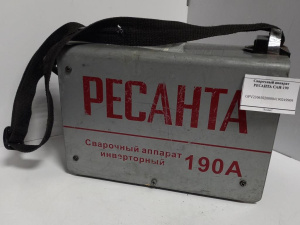 РЕСАНТА
Сварочный аппарат
инверторный 190А
Сварочный аппарат
РЕСАНТА САИ 190